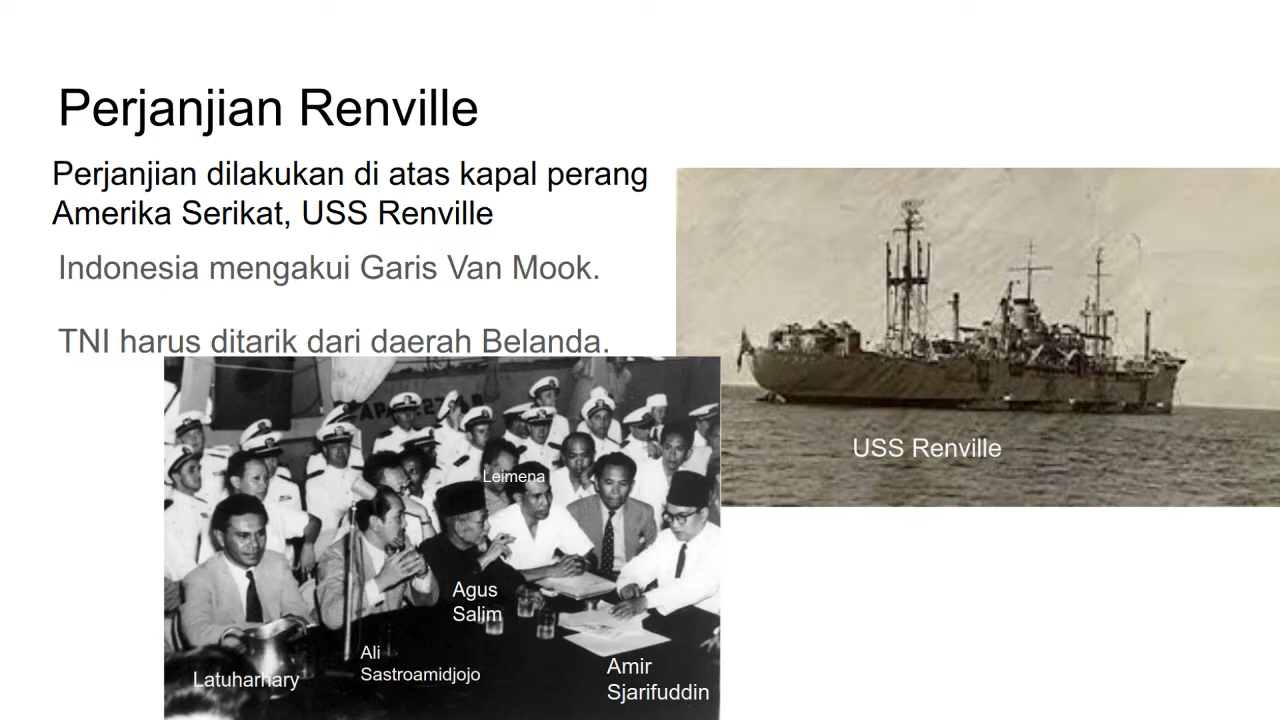 Perjanjian Renville
Perjanjian dilakukan di atas kapal perang
Amerika Serikat, USS Renville
Indonesia mengakui Garis Van Mook.
TNI harus ditarik dari daerah Belanda.
USS Renville
Leimena
Agus
Salim
Ali
Sastroamidjojo
Amir
Sjarifuddin
Latuharhary